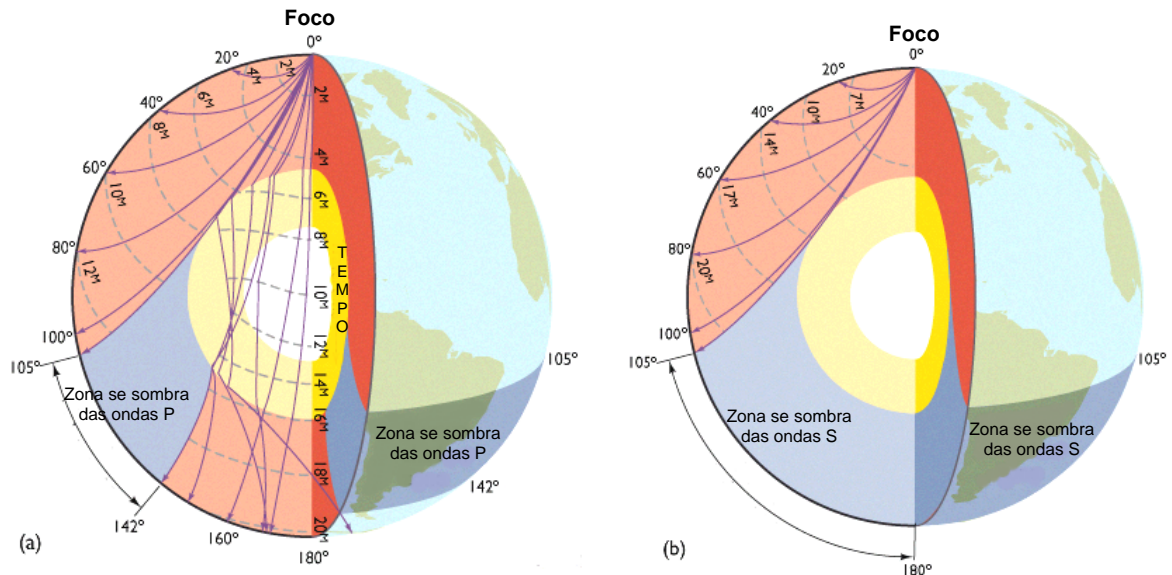 Foco
0°
20°
40°
60°
80°
100°
105°
2M
4M
6M
8M
10M
12M
2M
4M
6M
8M
10M
12M
14M
16M
18M
20M
TEMPO
Zona se sombra
das ondas P
Zona se sombra
das ondas P
105°
142°
142°
160°
180°
(a)
Foco
0°
20°
40°
60°
80°
100°
105°
7M
10M
14M
17M
20M
Zona se sombra
das ondas S
Zona se sombra
das ondas S
105°
180°
(b)